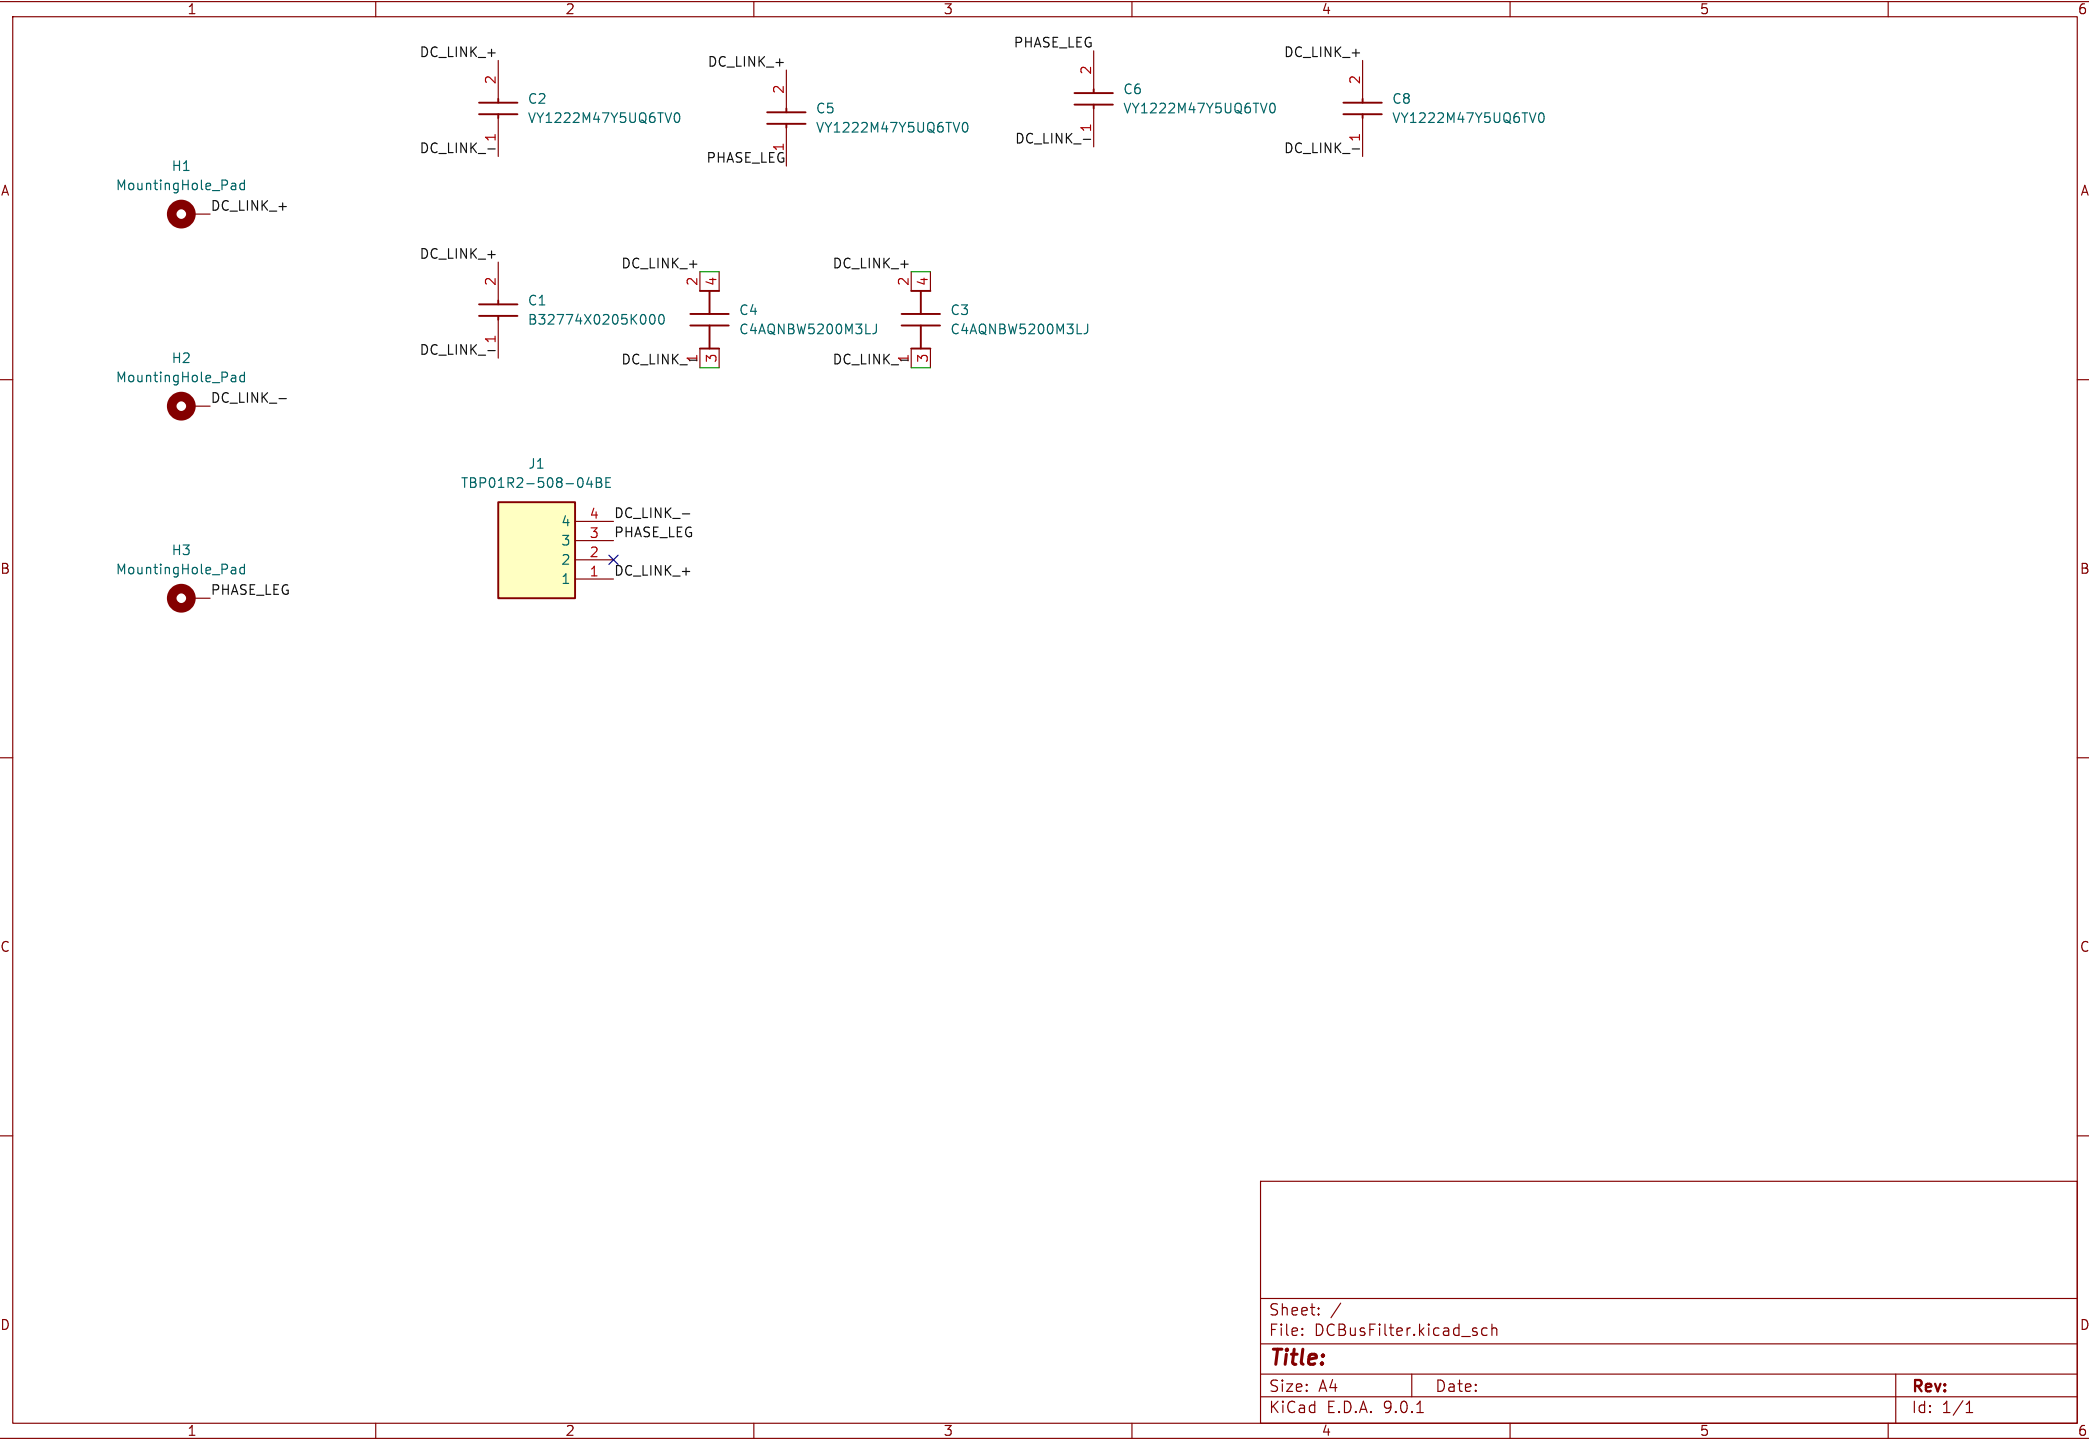 1 2 3 4 5 6
DC_LINK_+
2
C2
VY1222M47Y5UQ6TV0
1
DC_LINK_-
DC_LINK_+
2
C5
VY1222M47Y5UQ6TV0
1
PHASE_LEG
PHASE_LEG
2
C6
VY1222M47Y5UQ6TV0
1
DC_LINK_-
DC_LINK_+
2
C8
VY1222M47Y5UQ6TV0
1
DC_LINK_-
A A
H1
MountingHole_Pad
DC_LINK_+
DC_LINK_+
2
C1
B32774X0205K000
1
DC_LINK_-
DC_LINK_+
2 4
C4
C4AQNBW5200M3LJ
DC_LINK_-
1 3
DC_LINK_+
2 4
C3
C4AQNBW5200M3LJ
DC_LINK_-
1 3
H2
MountingHole_Pad
DC_LINK_-
J1
TBP01R2-508-04BE
4 4 DC_LINK_-
3 3 PHASE_LEG
2 2
1 1 DC_LINK_+
B B
H3
MountingHole_Pad
PHASE_LEG
C C
D D
Sheet: /
File: DCBusFilter.kicad_sch
Title:
Size: A4 Date: Rev:
KiCad E.D.A. 9.0.1 Id: 1/1
1 2 3 4 5 6